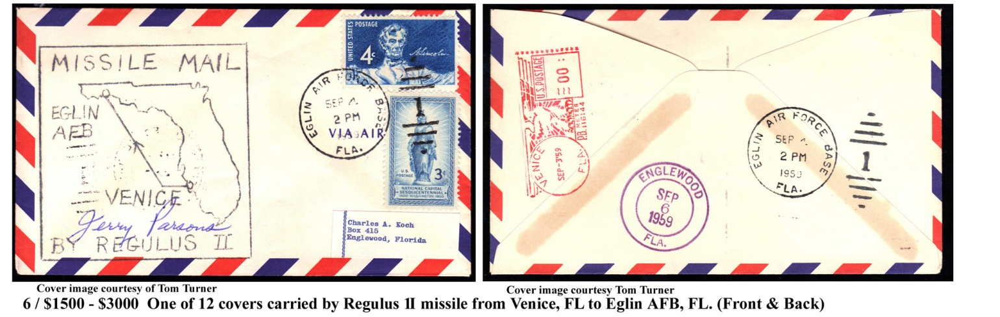 MISSILE MAIL
EGLIN
AFB
VENICE
Jerry Parsons
BY REGULUS II
UNITED STATES POSTAGE
4¢
A. Lincoln
EGLIN AIR FORCE BASE
SEP 4
2 PM
1959
FLA.
VIA AIR
1
U.S.
POSTAGE
3¢
NATIONAL CAPITAL
SESQUICENTENNIAL
1800 WASHINGTON 1950
Charles A. Koch
Box 415
Englewood, Florida
U.S. POSTAGE
00
P.B. METER
116144
VENICE
SEP-3'59
FLA.
ENGLEWOOD
SEP
6
1959
FLA.
EGLIN AIR FORCE BASE
SEP 4
2 PM
1959
FLA.
1
Cover image courtesy of Tom Turner
Cover image courtesy Tom Turner
6 / $1500 - $3000 One of 12 covers carried by Regulus 1I missile from Venice, FL to Eglin AFB, FL. (Front & Back)